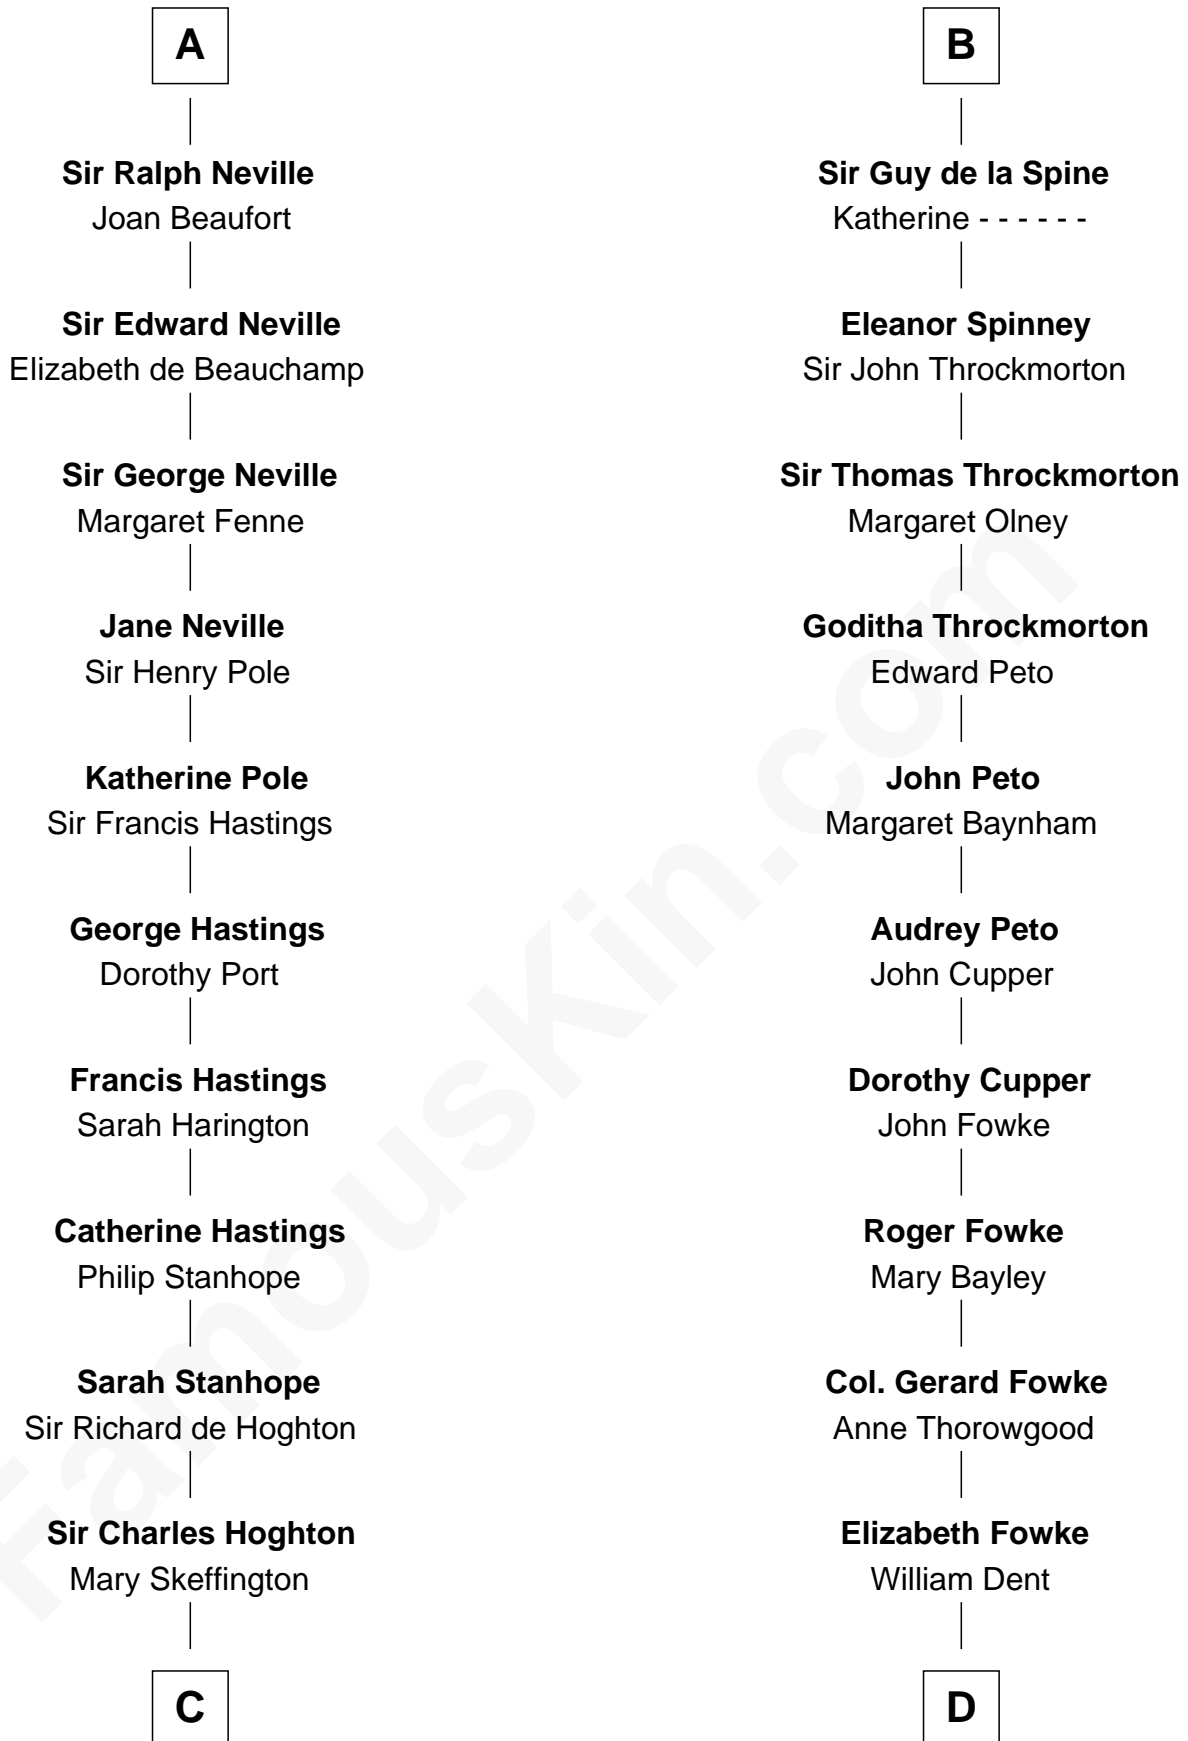 A
Sir Ralph Neville
Joan Beaufort
Sir Edward Neville
Elizabeth de Beauchamp
Sir George Neville
Margaret Fenne
Jane Neville
Sir Henry Pole
Katherine Pole
Sir Francis Hastings
George Hastings
Dorothy Port
Francis Hastings
Sarah Harington
Catherine Hastings
Philip Stanhope
Sarah Stanhope
Sir Richard de Hoghton
Sir Charles Hoghton
Mary Skeffington
C
B
Sir Guy de la Spine
Katherine - - - - - -
Eleanor Spinney
Sir John Throckmorton
Sir Thomas Throckmorton
Margaret Olney
Goditha Throckmorton
Edward Peto
John Peto
Margaret Baynham
Audrey Peto
John Cupper
Dorothy Cupper
John Fowke
Roger Fowke
Mary Bayley
Col. Gerard Fowke
Anne Thorowgood
Elizabeth Fowke
William Dent
D
FamousKin.com